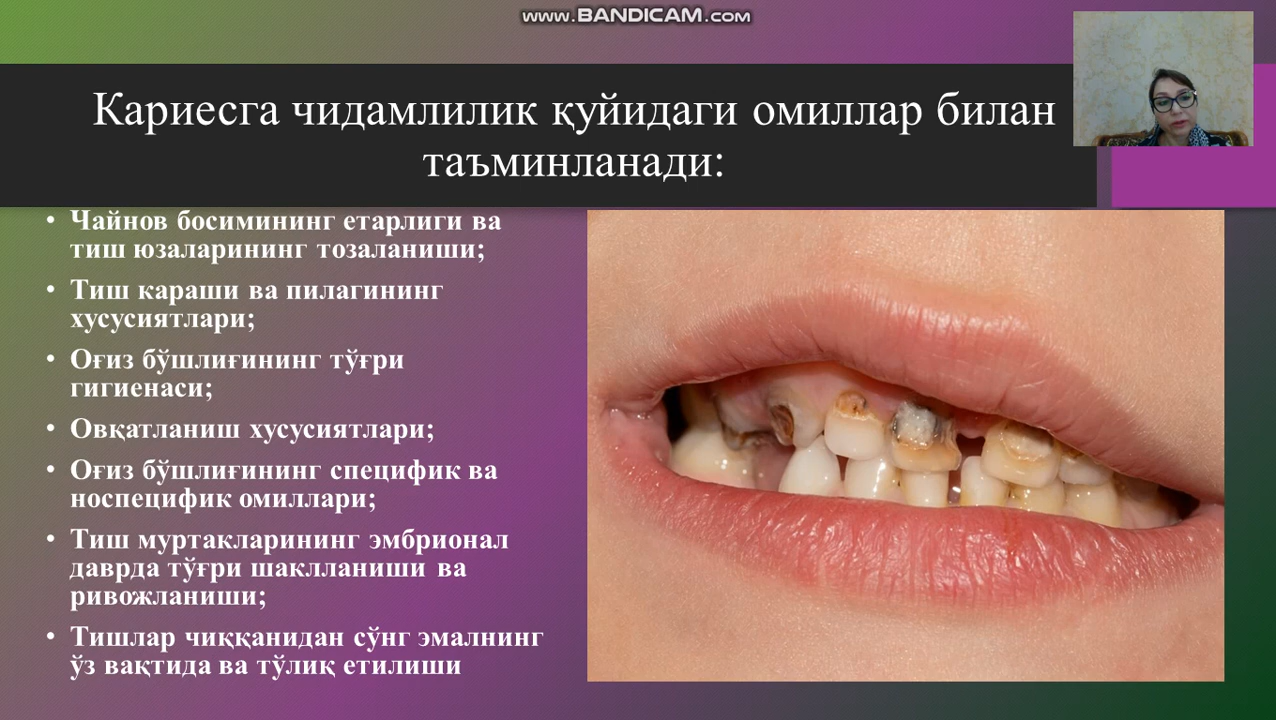 www.BANDICAM.com
Кариесга чидамлилик қуйидаги омиллар билан
таъминланади:
• Чайнов босимининг етарлиги ва
тиш юзаларининг тозаланиши;
• Тиш караши ва пилагининг
хусусиятлари;
• Оғиз бўшлиғининг тўғри
гигиенаси;
• Овқатланиш хусусиятлари;
• Оғиз бўшлиғининг специфик ва
носпецифик омиллари;
• Тиш муртакларининг эмбрионал
даврда тўғри шаклланиши ва
ривожланиши;
• Тишлар чиққанидан сўнг эмалнинг
ўз вақтида ва тўлиқ етилиши